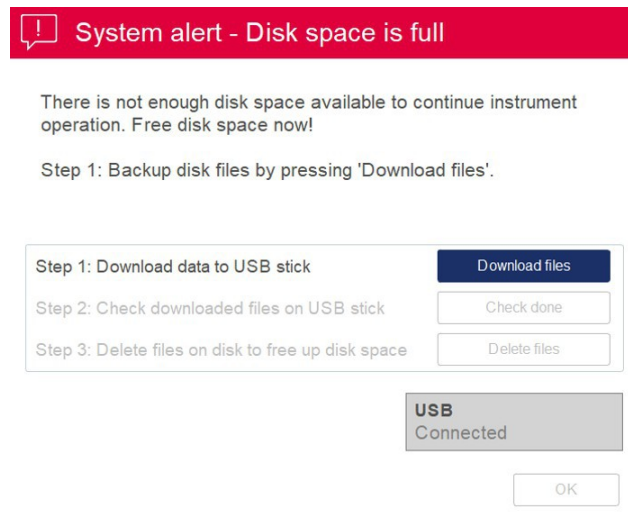 System alert - Disk space is full
There is not enough disk space available to continue instrument
operation. Free disk space now!
Step 1: Backup disk files by pressing 'Download files'.
Step 1: Download data to USB stick
Download files
Step 2: Check downloaded files on USB stick
Check done
Step 3: Delete files on disk to free up disk space
Delete files
USB
Connected
OK